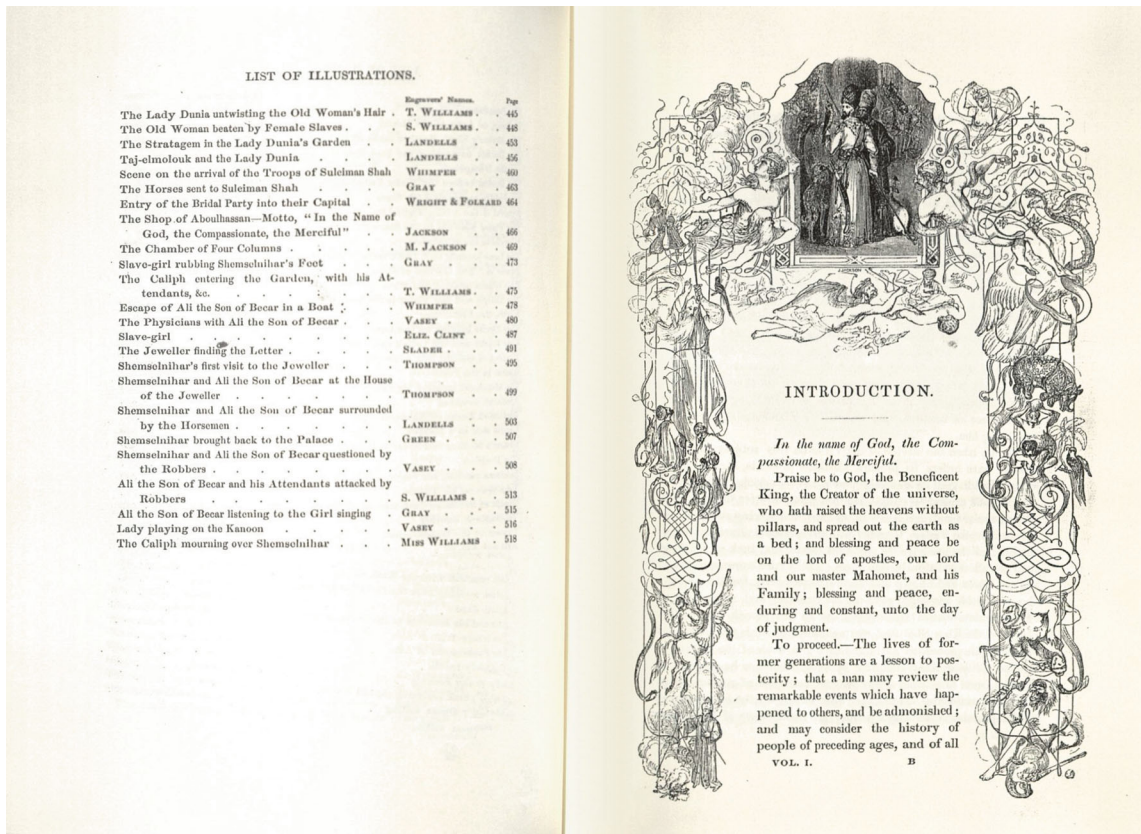 LIST OF ILLUSTRATIONS.
Engravers' Names. Page
The Lady Dunia untwisting the Old Woman's Hair . T. WILLIAMS . . 445
The Old Woman beaten by Female Slaves . . . S. WILLIAMS . . 448
The Stratagem in the Lady Dunia's Garden . . LANDELLS . . 453
Taj-elmolouk and the Lady Dunia . . . . LANDELLS . . 456
Scene on the arrival of the Troops of Suleiman Shah WHIMPER . . 460
The Horses sent to Suleiman Shah . . . . GRAY . . . 463
Entry of the Bridal Party into their Capital . . WRIGHT & FOLKARD 464
The Shop of Aboulhassan—Motto, “In the Name of
God, the Compassionate, the Merciful” . . JACKSON . . 466
The Chamber of Four Columns . . . . M. JACKSON . . 469
Slave-girl rubbing Shemselnihar's Feet . . . GRAY . . . 473
The Caliph entering the Garden, with his At-
tendants, &c. . . . . . . T. WILLIAMS . . 475
Escape of Ali the Son of Becar in a Boat . . . WHIMPER . . 478
The Physicians with Ali the Son of Becar . . . VASEY . . . 480
Slave-girl . . . . . . . . ELIZ. CLINT . . 487
The Jeweller finding the Letter . . . . . SLADER . . . 491
Shemselnihar's first visit to the Jeweller . . . THOMPSON . . 495
Shemselnihar and Ali the Son of Becar at the House
of the Jeweller . . . . . . . THOMPSON . . 499
Shemselnihar and Ali the Son of Becar surrounded
by the Horsemen . . . . . . . LANDELLS . . 503
Shemselnihar brought back to the Palace . . . GREEN . . . 507
Shemselnihar and Ali the Son of Becar questioned by
the Robbers . . . . . . . . VASEY . . . 508
Ali the Son of Becar and his Attendants attacked by
Robbers . . . . . . . . S. WILLIAMS . . 513
Ali the Son of Becar listening to the Girl singing . GRAY . . . 515
Lady playing on the Kanoon . . . . . VASEY . . . 516
The Caliph mourning over Shemselnihar . . . MISS WILLIAMS . 518
INTRODUCTION.
In the name of God, the Com-
passionate, the Merciful.
Praise be to God, the Beneficent
King, the Creator of the universe,
who hath raised the heavens without
pillars, and spread out the earth as
a bed; and blessing and peace be
on the lord of apostles, our lord
and our master Mahomet, and his
Family; blessing and peace, en-
during and constant, unto the day
of judgment.
To proceed.—The lives of for-
mer generations are a lesson to pos-
terity; that a man may review the
remarkable events which have hap-
pened to others, and be admonished;
and may consider the history of
people of preceding ages, and of all
VOL. I. B